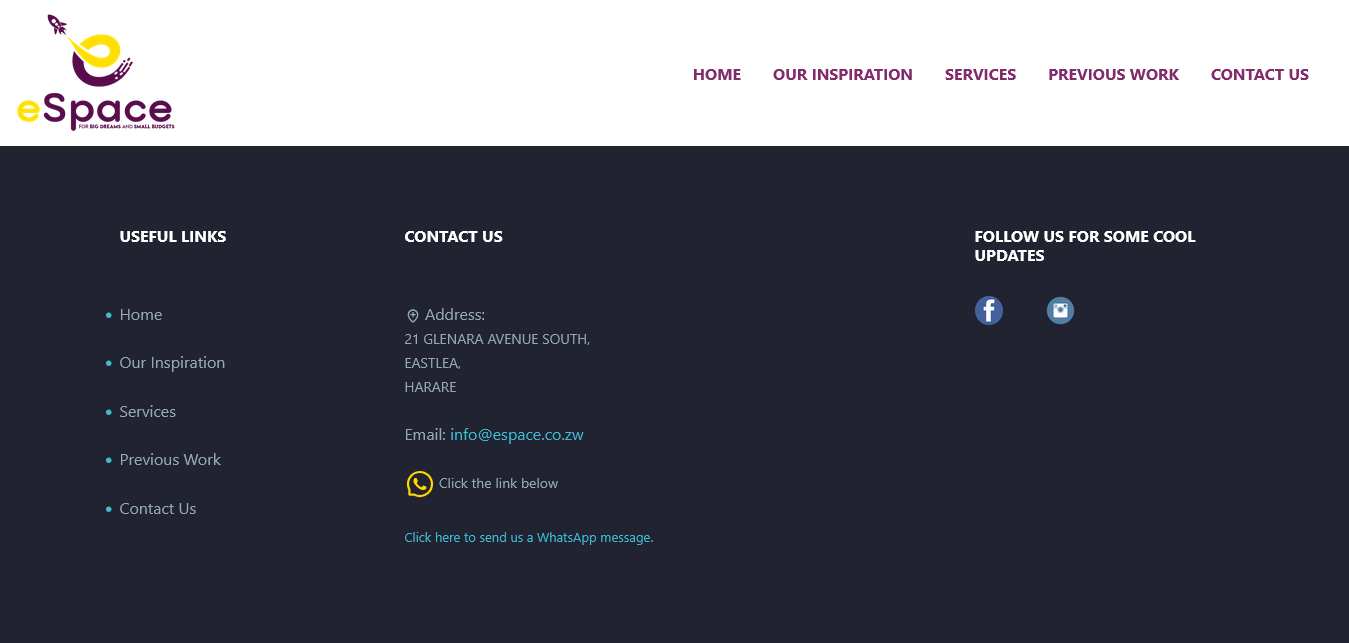 eSpace
FOR BIG DREAMS AND SMALL BUDGETS
HOME
OUR INSPIRATION
SERVICES
PREVIOUS WORK
CONTACT US
USEFUL LINKS
Home
Our Inspiration
Services
Previous Work
Contact Us
CONTACT US
Address:
21 GLENARA AVENUE SOUTH,
EASTLEA,
HARARE
Email: info@espace.co.zw
Click the link below
Click here to send us a WhatsApp message.
FOLLOW US FOR SOME COOL
UPDATES